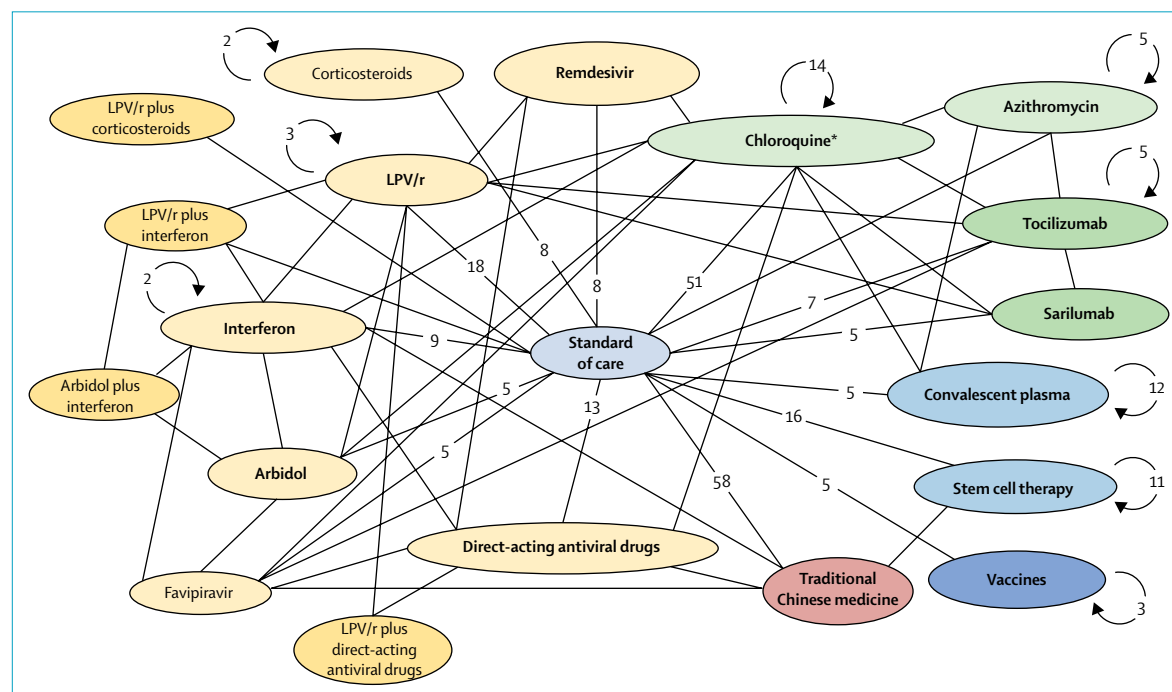 2
Corticosteroids
Remdesivir
14
5
Azithromycin
LPV/r plus
corticosteroids
3
Chloroquine*
LPV/r
5
LPV/r plus
interferon
Tocilizumab
18
8
8
51
2
7
Sarilumab
Interferon
9
Standard
of care
5
Arbidol plus
interferon
5
13
5
Convalescent plasma
12
16
5
Arbidol
58
5
Stem cell therapy
11
Direct-acting antiviral drugs
Favipiravir
Traditional
Chinese medicine
Vaccines
3
LPV/r plus
direct-acting
antiviral drugs